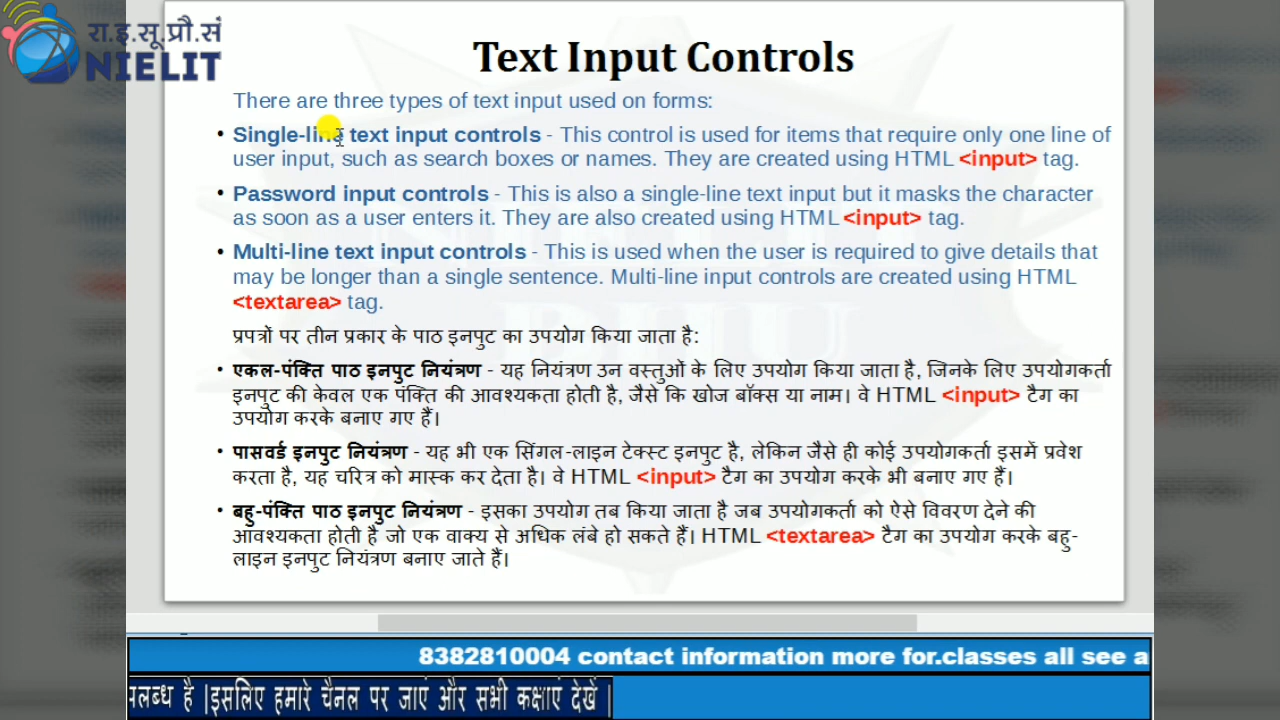 रा.इ.सू.प्रौ.सं
NIELIT
Text Input Controls
There are three types of text input used on forms:
• Single-line text input controls - This control is used for items that require only one line of
user input, such as search boxes or names. They are created using HTML <input> tag.
• Password input controls - This is also a single-line text input but it masks the character
as soon as a user enters it. They are also created using HTML <input> tag.
• Multi-line text input controls - This is used when the user is required to give details that
may be longer than a single sentence. Multi-line input controls are created using HTML
<textarea> tag.
प्रपत्रों पर तीन प्रकार के पाठ इनपुट का उपयोग किया जाता है:
• एकल-पंक्ति पाठ इनपुट नियंत्रण - यह नियंत्रण उन वस्तुओं के लिए उपयोग किया जाता है, जिनके लिए उपयोगकर्ता
इनपुट की केवल एक पंक्ति की आवश्यकता होती है, जैसे कि खोज बॉक्स या नाम। वे HTML <input> टैग का
उपयोग करके बनाए गए हैं।
• पासवर्ड इनपुट नियंत्रण - यह भी एक सिंगल-लाइन टेक्स्ट इनपुट है, लेकिन जैसे ही कोई उपयोगकर्ता इसमें प्रवेश
करता है, यह चरित्र को मास्क कर देता है। वे HTML <input> टैग का उपयोग करके भी बनाए गए हैं।
• बहु-पंक्ति पाठ इनपुट नियंत्रण - इसका उपयोग तब किया जाता है जब उपयोगकर्ता को ऐसे विवरण देने की
आवश्यकता होती है जो एक वाक्य से अधिक लंबे हो सकते हैं। HTML <textarea> टैग का उपयोग करके बहु-
लाइन इनपुट नियंत्रण बनाए जाते हैं।
8382810004 contact information more for.classes all see a
लब्ध है |इसलिए हमारे चैनल पर जाएं और सभी कक्षाएं देखें |